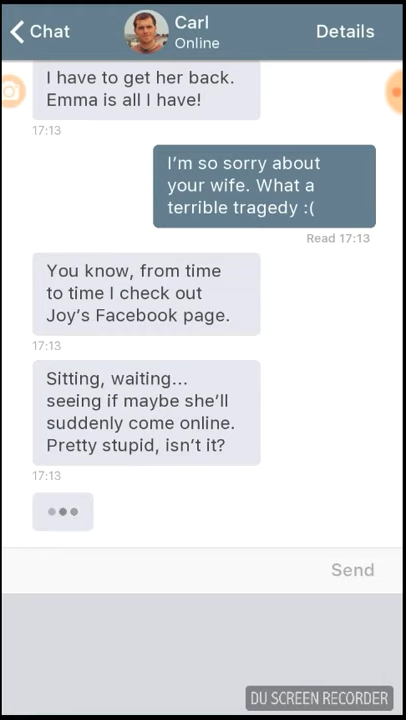 Chat
Carl
Online
Details
I have to get her back.
Emma is all I have!
17:13
I'm so sorry about
your wife. What a
terrible tragedy :(
Read 17:13
You know, from time
to time I check out
Joy's Facebook page.
17:13
Sitting, waiting...
seeing if maybe she'll
suddenly come online.
Pretty stupid, isn't it?
17:13
Send
DU SCREEN RECORDER